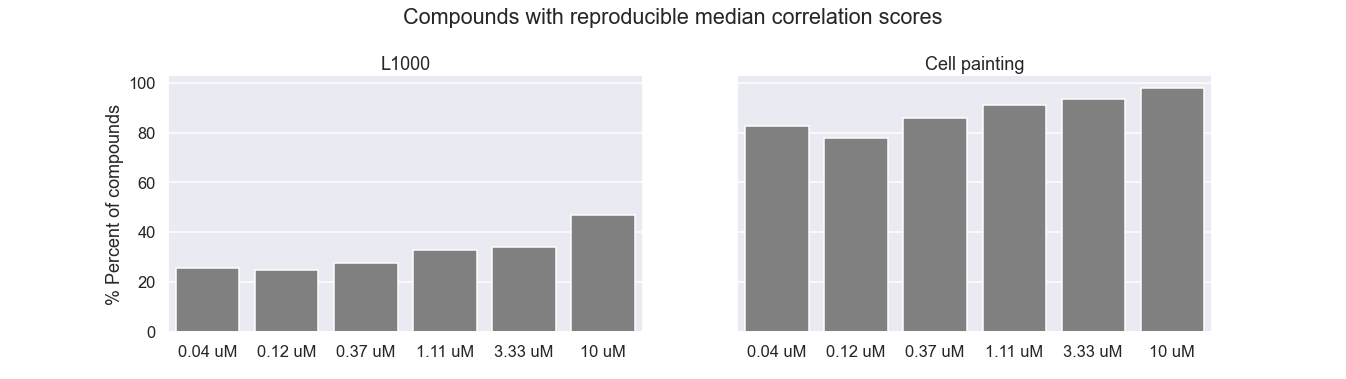 Compounds with reproducible median correlation scores
L1000
Cell painting
% Percent of compounds
100
80
60
40
20
0
0.04 uM 0.12 uM 0.37 uM 1.11 uM 3.33 uM 10 uM
0.04 uM 0.12 uM 0.37 uM 1.11 uM 3.33 uM 10 uM